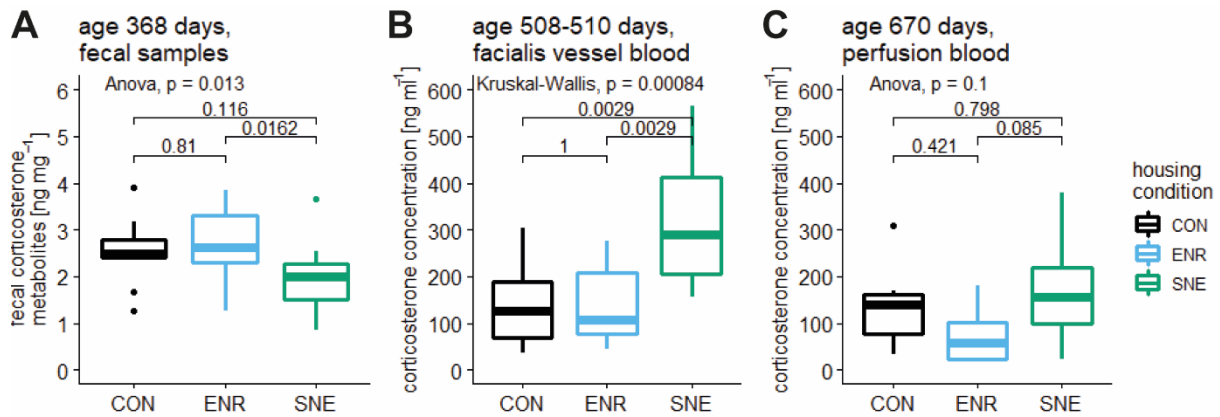 A
age 368 days,
fecal samples
Anova, p = 0.013
0.116
0.0162
0.81
fecal corticosterone
metabolites [ng mg⁻¹]
6
5
4
3
2
1
0
CON ENR SNE
B
age 508-510 days,
facialis vessel blood
Kruskal-Wallis, p = 0.00084
0.0029
0.0029
1
corticosterone concentration [ng ml⁻¹]
600
500
400
300
200
100
0
CON ENR SNE
C
age 670 days,
perfusion blood
Anova, p = 0.1
0.798
0.085
0.421
corticosterone concentration [ng ml⁻¹]
600
500
400
300
200
100
0
CON ENR SNE
housing
condition
CON
ENR
SNE